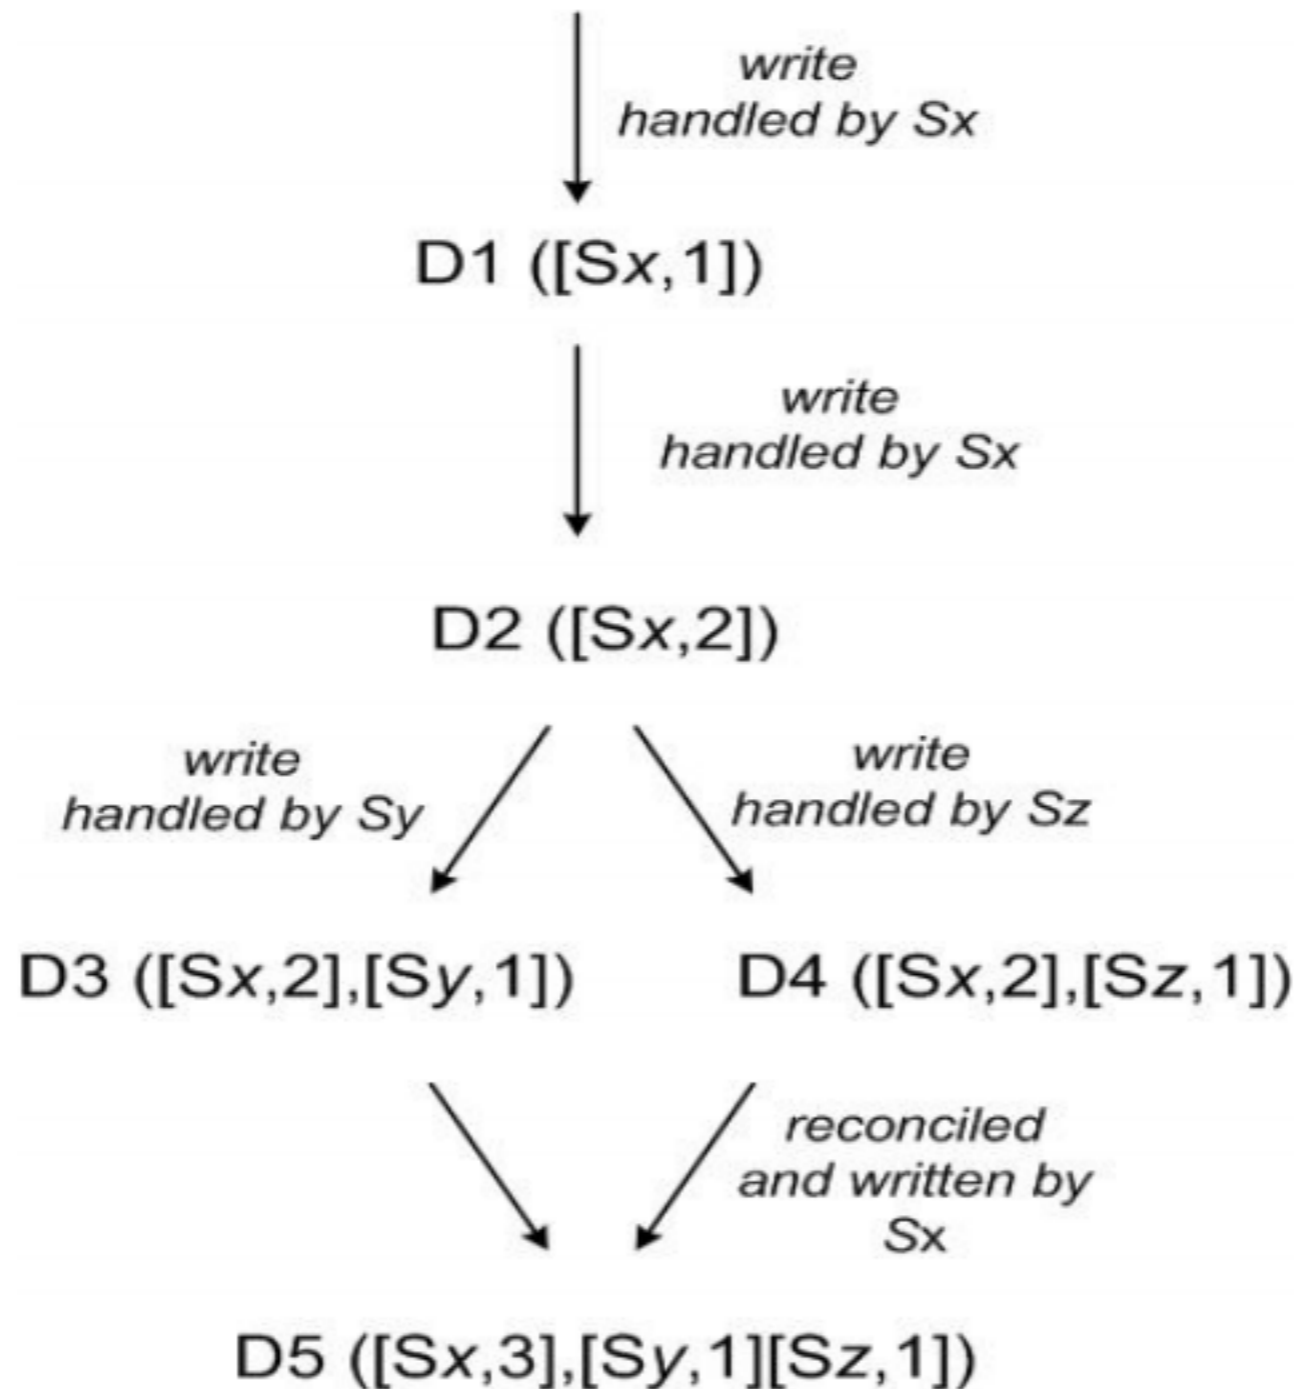 write
handled by Sx
D1 ([Sx,1])
write
handled by Sx
D2 ([Sx,2])
write
handled by Sy
write
handled by Sz
D3 ([Sx,2],[Sy,1])
D4 ([Sx,2],[Sz,1])
reconciled
and written by
Sx
D5 ([Sx,3],[Sy,1][Sz,1])